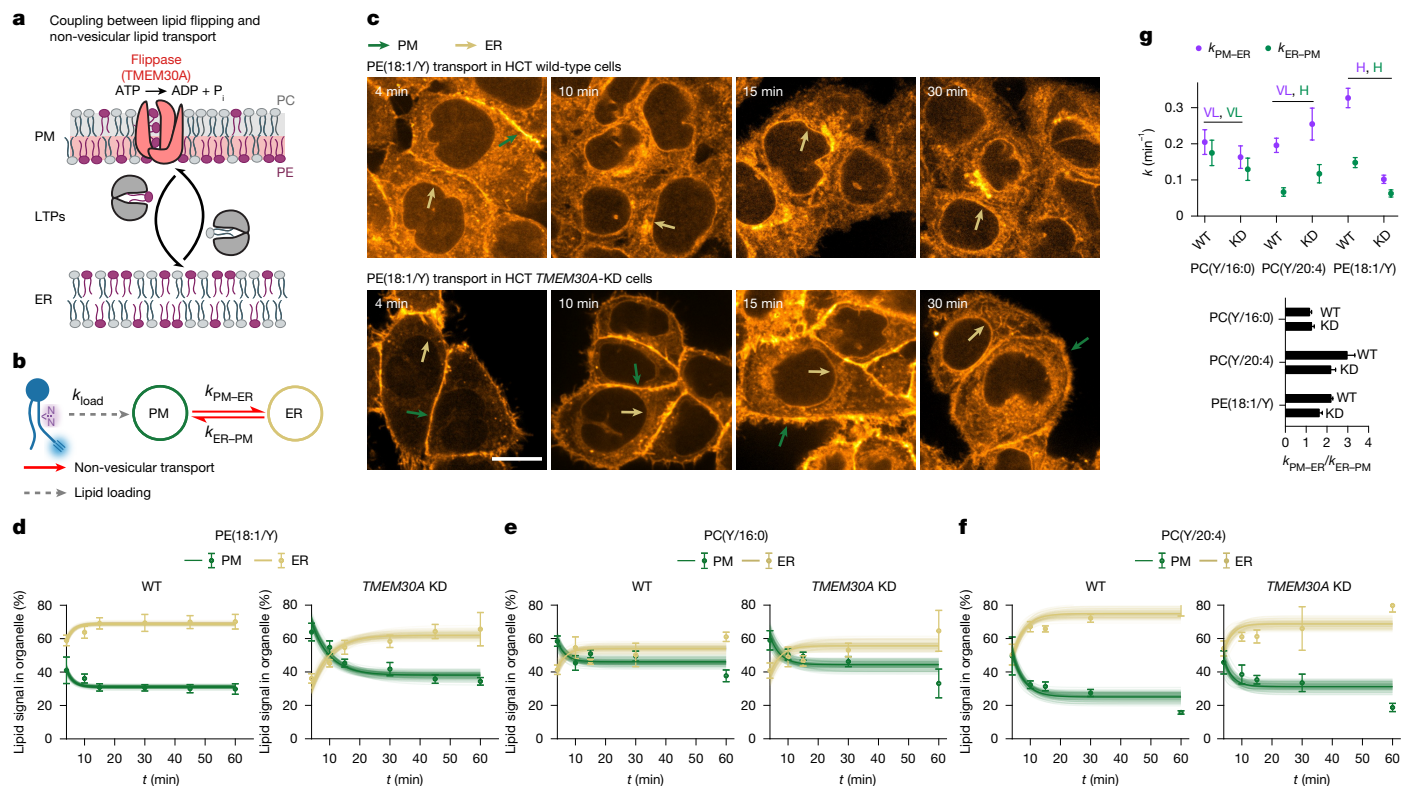 a
Coupling between lipid flipping and
non-vesicular lipid transport
Flippase
(TMEM30A)
ATP → ADP + Pi
PC
PM
PE
LTPs
ER
b
kload
N
N
PM
kPM–ER
kER–PM
ER
Non-vesicular transport
Lipid loading
c
PM ER
PE(18:1/Y) transport in HCT wild-type cells
4 min 10 min 15 min 30 min
PE(18:1/Y) transport in HCT TMEM30A-KD cells
4 min 10 min 15 min 30 min
g
kPM–ER kER–PM
H, H
VL, H
VL, VL
k (min−1)
0.3
0.2
0.1
0
WT KD WT KD WT KD
PC(Y/16:0) PC(Y/20:4) PE(18:1/Y)
PC(Y/16:0) WT
KD
PC(Y/20:4) WT
KD
PE(18:1/Y) WT
KD
0 1 2 3 4
kPM–ER/kER–PM
d
PE(18:1/Y)
PM ER
WT TMEM30A KD
Lipid signal in organelle (%)
80
60
40
20
0
10 20 30 40 50 60
t (min)
Lipid signal in organelle (%)
80
60
40
20
0
10 20 30 40 50 60
t (min)
e
PC(Y/16:0)
PM ER
WT TMEM30A KD
Lipid signal in organelle (%)
80
60
40
20
0
10 20 30 40 50 60
t (min)
Lipid signal in organelle (%)
80
60
40
20
0
10 20 30 40 50 60
t (min)
f
PC(Y/20:4)
PM ER
WT TMEM30A KD
Lipid signal in organelle (%)
80
60
40
20
0
10 20 30 40 50 60
t (min)
Lipid signal in organelle (%)
80
60
40
20
0
10 20 30 40 50 60
t (min)